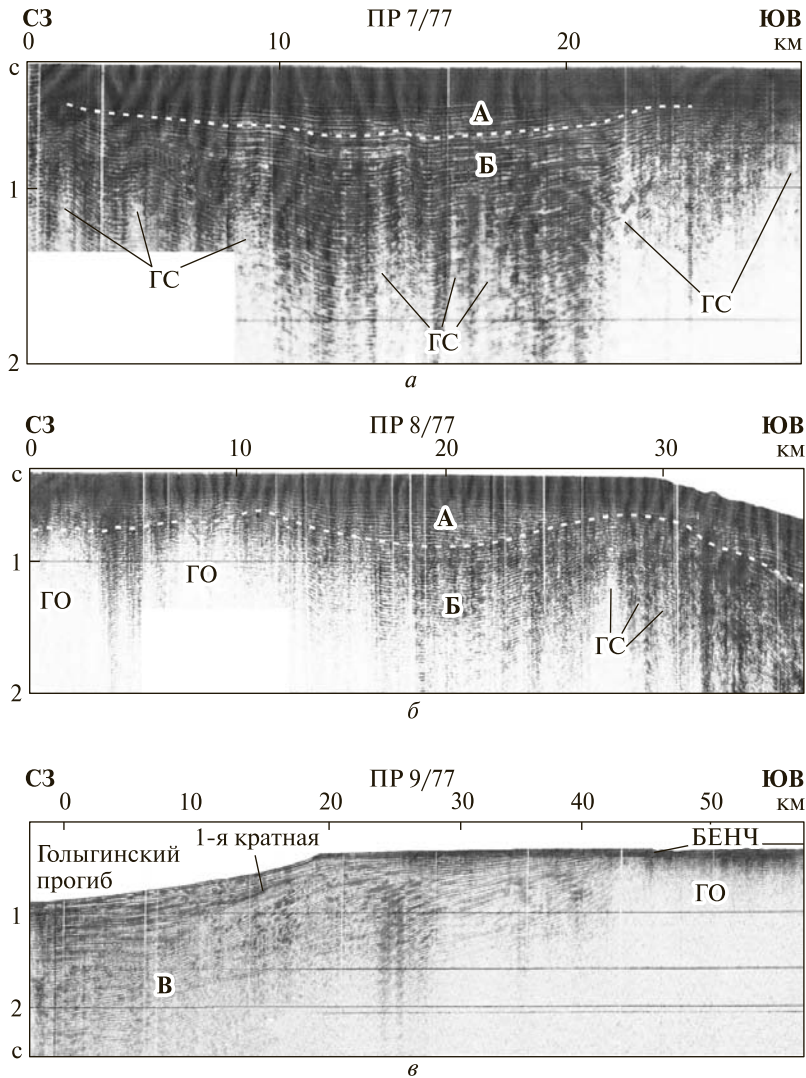 СЗ ПР 7/77 ЮВ
0 10 20 км
с
А
Б
1
ГС
ГС
ГС
2
а
СЗ ПР 8/77 ЮВ
0 10 20 30 км
с
А
1
ГО
ГО
Б
ГС
2
б
СЗ ПР 9/77 ЮВ
0 10 20 30 40 50 км
1-я кратная
БЕНЧ
Голыгинский
прогиб
ГО
1
В
2
с
в